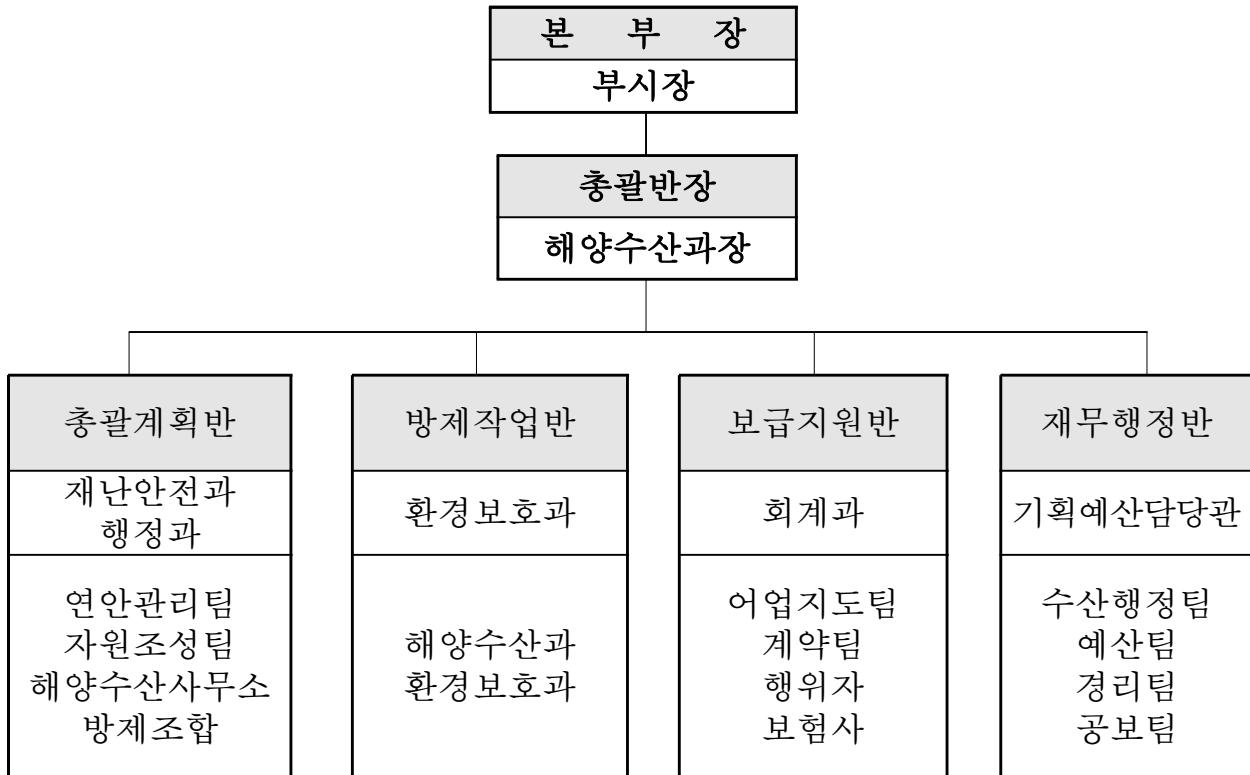 본 부 장
부시장
총괄반장
해양수산과장
총괄계획반
재난안전과
행정과
연안관리팀
자원조성팀
해양수산사무소
방제조합
방제작업반
환경보호과
해양수산과
환경보호과
보급지원반
회계과
어업지도팀
계약팀
행위자
보험사
재무행정반
기획예산담당관
수산행정팀
예산팀
경리팀
공보팀